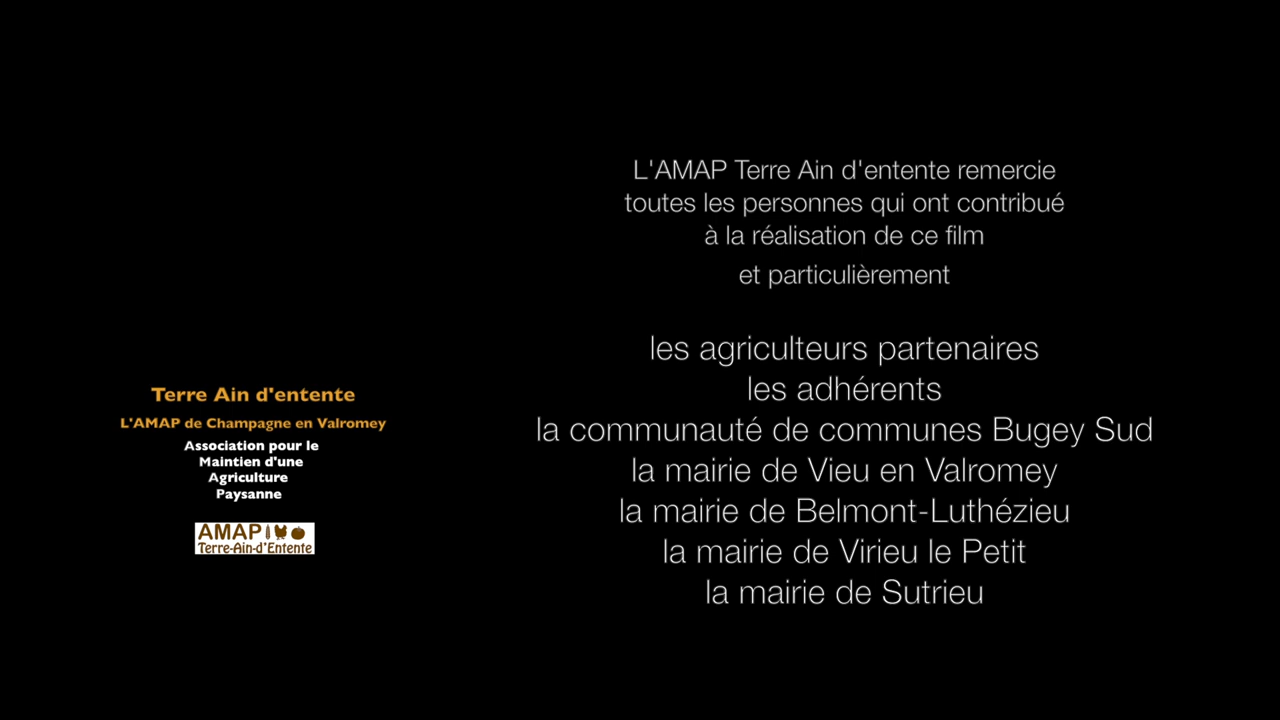 L'AMAP Terre Ain d'entente remercie
toutes les personnes qui ont contribué
à la réalisation de ce film
et particulièrement
les agriculteurs partenaires
les adhérents
la communauté de communes Bugey Sud
la mairie de Vieu en Valromey
la mairie de Belmont-Luthézieu
la mairie de Virieu le Petit
la mairie de Sutrieu
Terre Ain d'entente
L'AMAP de Champagne en Valromey
Association pour le
Maintien d'une
Agriculture
Paysanne
AMAP
Terre-Ain-d'Entente